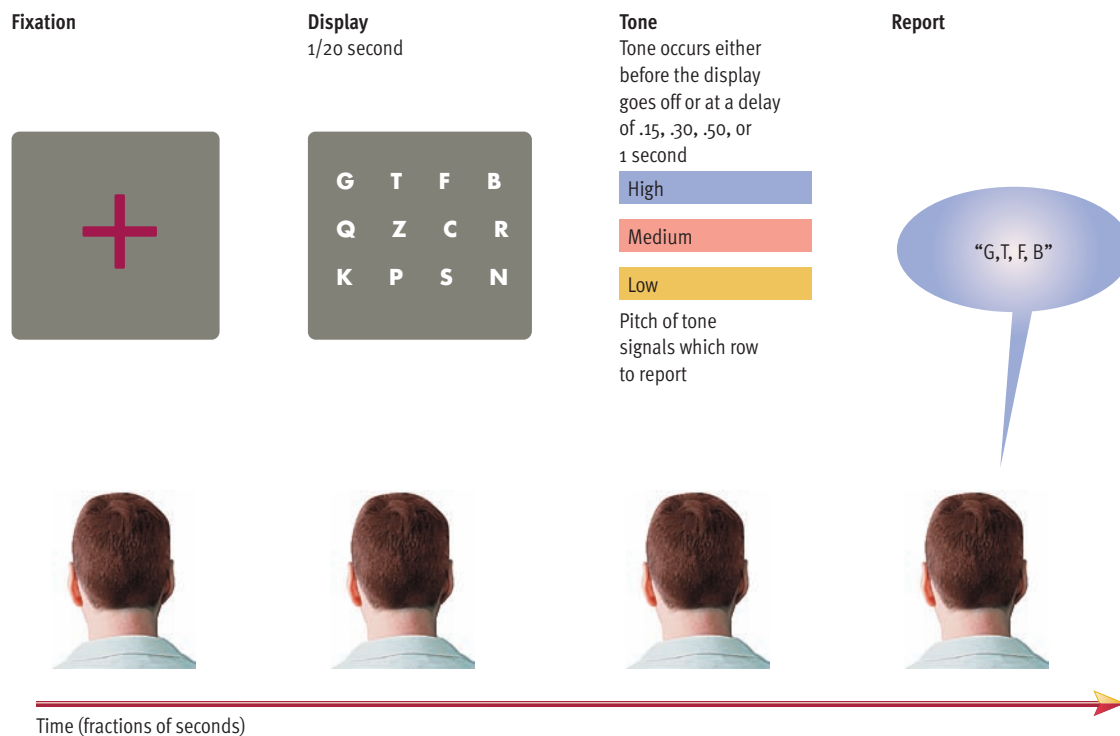 Fixation
Display
1/20 second
Tone
Tone occurs either
before the display
goes off or at a delay
of .15, .30, .50, or
1 second
Report
G T F B
Q Z C R
K P S N
High
Medium
Low
Pitch of tone
signals which row
to report
“G,T, F, B”
Time (fractions of seconds)